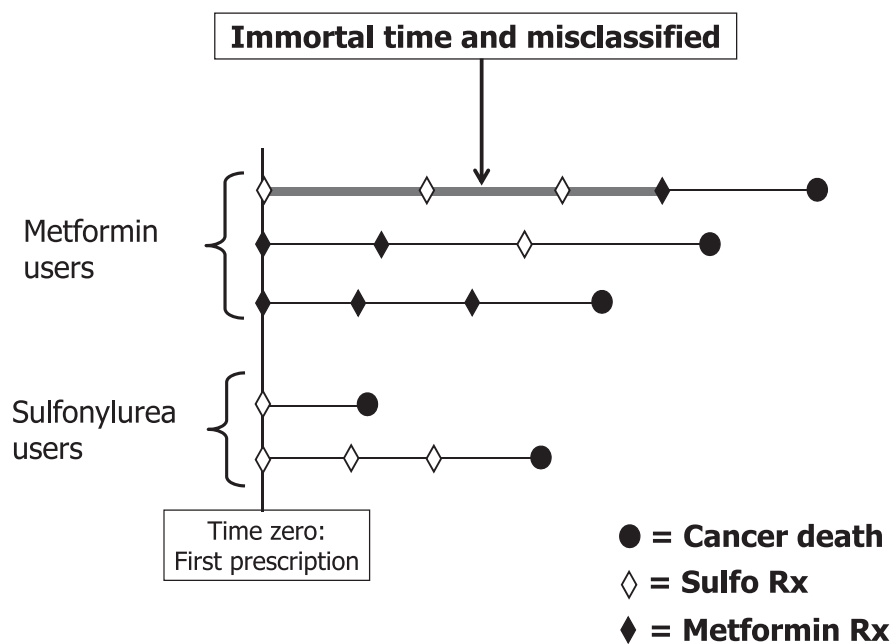 Immortal time and misclassified
Metformin
users
Sulfonylurea
users
Time zero:
First prescription
= Cancer death
= Sulfo Rx
= Metformin Rx